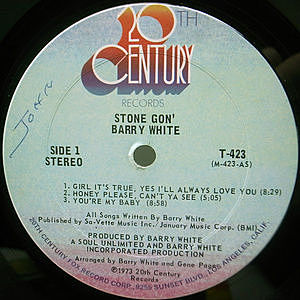 20TH
CENTURY
RECORDS
John
STONE GON'
BARRY WHITE
SIDE 1
STEREO
T-423
(M-423-AS)
1. GIRL IT'S TRUE, YES I'LL ALWAYS LOVE YOU (8:29)
2. HONEY PLEASE, CAN'T YA SEE (5:05)
3. YOU'RE MY BABY (8:58)
All Songs Written By Barry White
Published by Sa-Vette Music Inc./January Music Corp. (BMI)
PRODUCED BY BARRY WHITE
A SOUL UNLIMITED AND BARRY WHITE
INCORPORATED PRODUCTION
Arranged by Barry White and Gene Page
©1973 20th Century
20TH CENTURY FOX RECORD CORP. 8255 SUNSET BLVD. LOS ANGELES, CALIF.